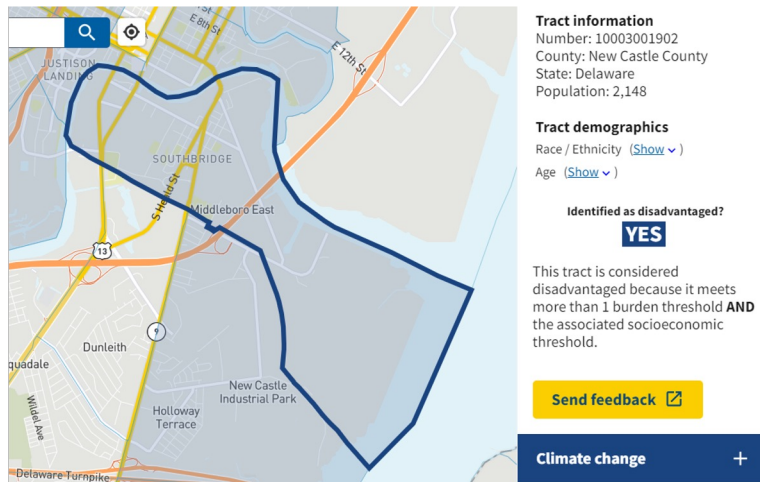 E 8th St
JUSTISON
LANDING
E 12th St
SOUTHBRIDGE
S Heald St
Middleboro East
13
9
Dunleith
quadale
Wildel Ave
New Castle
Industrial Park
Holloway
Terrace
Delaware Turnpike
Tract information
Number: 10003001902
County: New Castle County
State: Delaware
Population: 2,148
Tract demographics
Race / Ethnicity (Show )
Age (Show )
Identified as disadvantaged?
YES
This tract is considered
disadvantaged because it meets
more than 1 burden threshold AND
the associated socioeconomic
threshold.
Send feedback
Climate change +